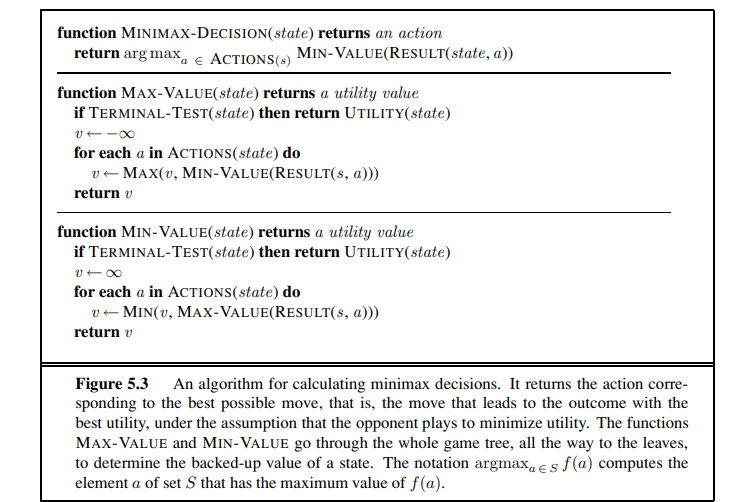 function MINIMAX-DECISION(state) returns an action
return arg max a ∈ ACTIONS(s) MIN-VALUE(RESULT(state, a))
function MAX-VALUE(state) returns a utility value
if TERMINAL-TEST(state) then return UTILITY(state)
v ← −∞
for each a in ACTIONS(state) do
v ← MAX(v, MIN-VALUE(RESULT(s, a)))
return v
function MIN-VALUE(state) returns a utility value
if TERMINAL-TEST(state) then return UTILITY(state)
v ← ∞
for each a in ACTIONS(state) do
v ← MIN(v, MAX-VALUE(RESULT(s, a)))
return v
Figure 5.3 An algorithm for calculating minimax decisions. It returns the action corre-
sponding to the best possible move, that is, the move that leads to the outcome with the
best utility, under the assumption that the opponent plays to minimize utility. The functions
MAX-VALUE and MIN-VALUE go through the whole game tree, all the way to the leaves,
to determine the backed-up value of a state. The notation argmax a ∈ S f(a) computes the
element a of set S that has the maximum value of f(a).